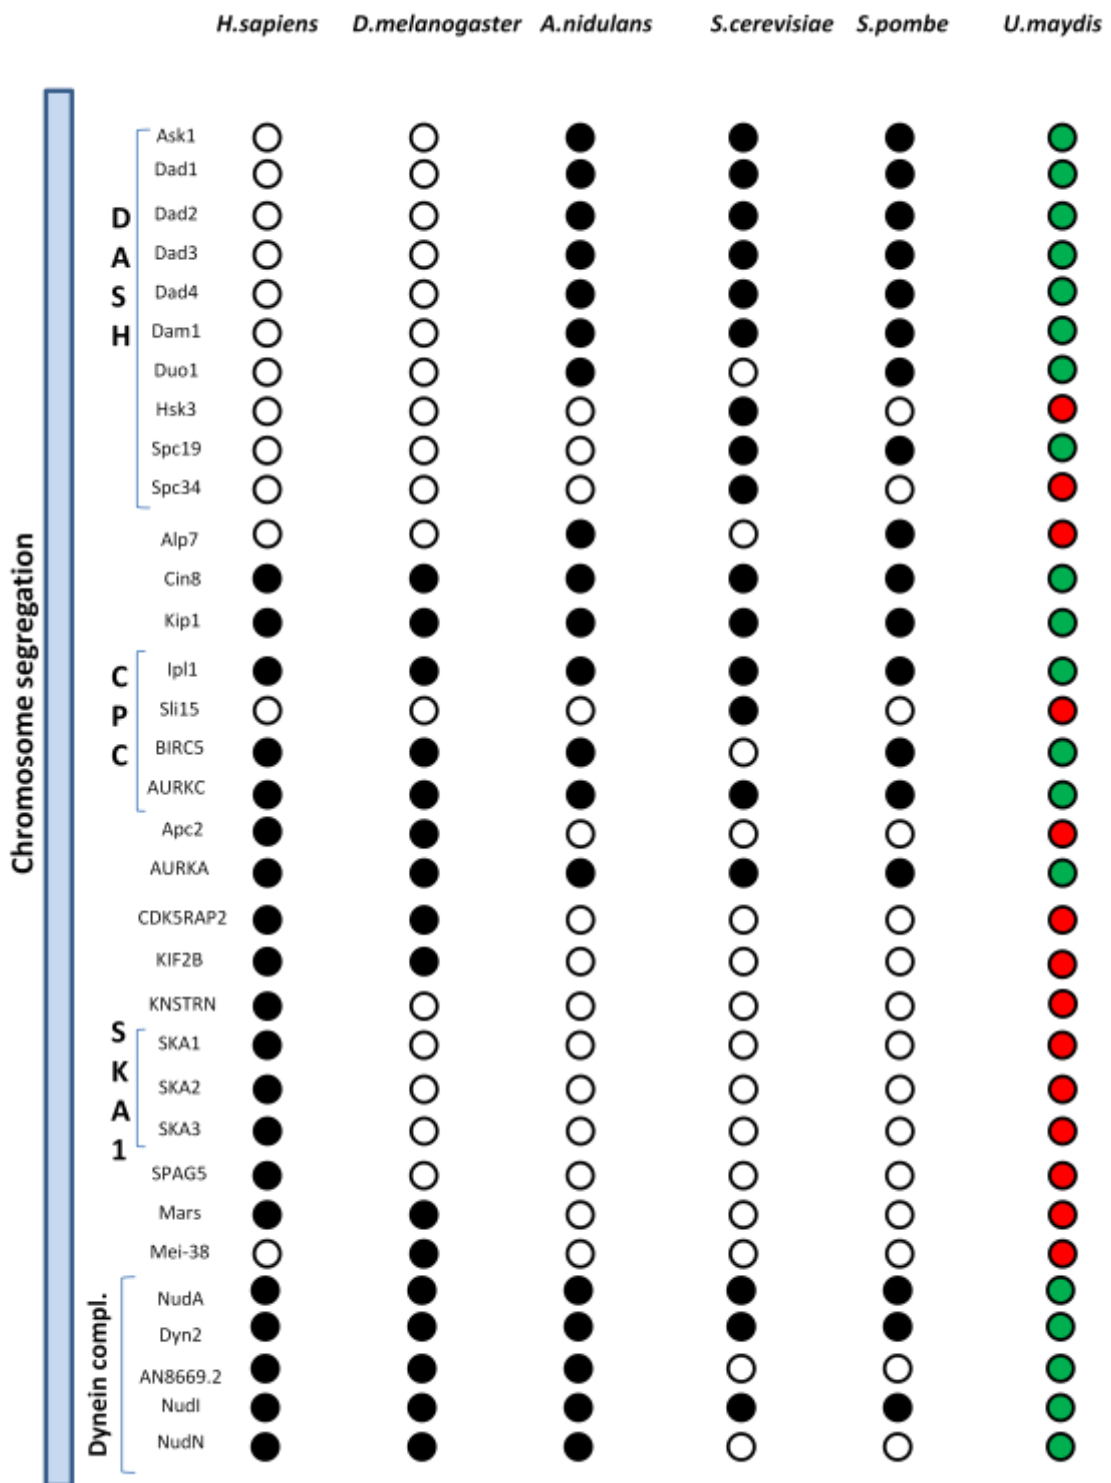 H.sapiens D.melanogaster A.nidulans S.cerevisiae S.pombe U.maydis
Chromosome segregation
DASH
Ask1
Dad1
Dad2
Dad3
Dad4
Dam1
Duo1
Hsk3
Spc19
Spc34
Alp7
Cin8
Kip1
CPC
Ipl1
Sli15
BIRC5
AURKC
Apc2
AURKA
CDK5RAP2
KIF2B
KNSTRN
SKA1
SKA1
SKA2
SKA3
SPAG5
Mars
Mei-38
Dynein compl.
NudA
Dyn2
AN8669.2
NudI
NudN